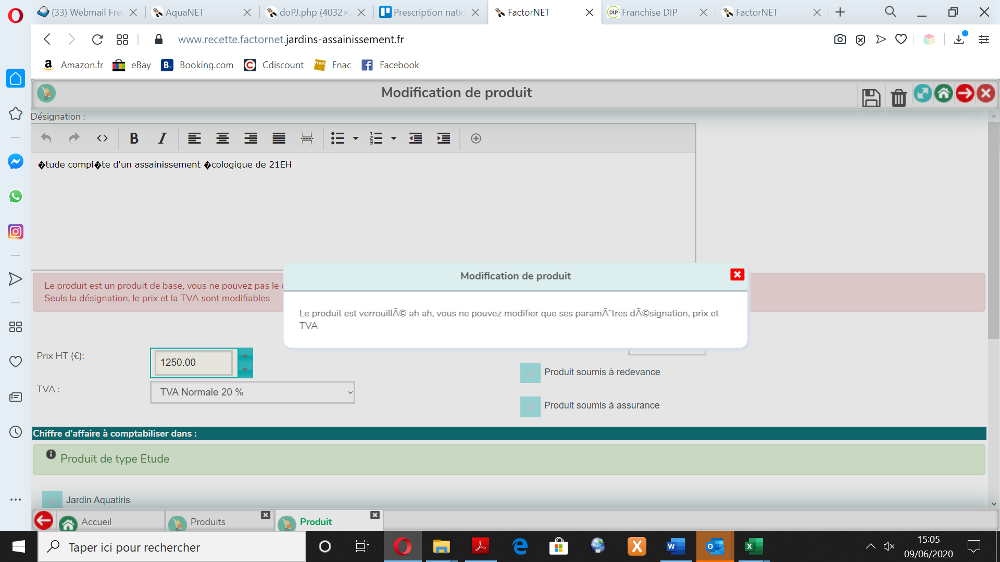 (33) Webmail Fre
AquaNET
doPJ.php (4032×
Prescription natio
FactorNET
Franchise DIP
FactorNET
www.recette.factornet.jardins-assainissement.fr
Amazon.fr
eBay
Booking.com
Cdiscount
Fnac
Facebook
Modification de produit
Désignation :
�tude compl�te d'un assainissement �cologique de 21EH
Le produit est un produit de base, vous ne pouvez pas le
Seuls la désignation, le prix et la TVA sont modifiables
Modification de produit
Le produit est verrouillÃ© ah ah, vous ne pouvez modifier que ses paramÃ¨tres dÃ©signation, prix et
TVA
Prix HT (€):
1250.00
TVA :
TVA Normale 20 %
Produit soumis à redevance
Produit soumis à assurance
Chiffre d'affaire à comptabiliser dans :
Produit de type Etude
Jardin Aquatiris
Accueil
Produits
Produit
Taper ici pour rechercher
15:05
09/06/2020